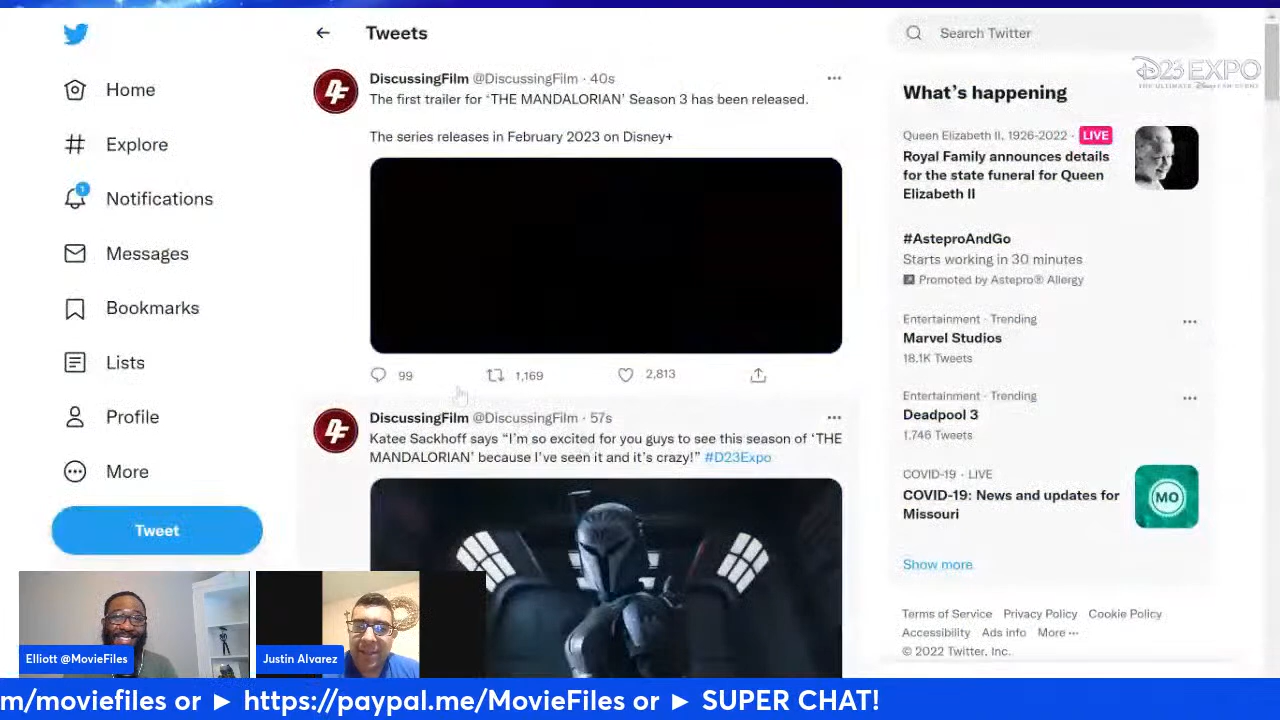 Tweets
Search Twitter
D23 EXPO
THE ULTIMATE Disney FAN EVENT
Home
Explore
1
Notifications
Messages
Bookmarks
Lists
Profile
More
Tweet
DiscussingFilm @DiscussingFilm · 40s
The first trailer for ‘THE MANDALORIAN’ Season 3 has been released.
The series releases in February 2023 on Disney+
99
1,169
2,813
DiscussingFilm @DiscussingFilm · 57s
Katee Sackhoff says “I’m so excited for you guys to see this season of ‘THE
MANDALORIAN’ because I’ve seen it and it’s crazy!” #D23Expo
What’s happening
Queen Elizabeth II, 1926-2022 · LIVE
Royal Family announces details
for the state funeral for Queen
Elizabeth II
#AsteproAndGo
Starts working in 30 minutes
Promoted by Astepro® Allergy
Entertainment · Trending
Marvel Studios
18.1K Tweets
Entertainment · Trending
Deadpool 3
1,746 Tweets
COVID-19 · LIVE
COVID-19: News and updates for
Missouri
MO
Show more
Terms of Service Privacy Policy Cookie Policy
Accessibility Ads info More ···
© 2022 Twitter, Inc.
Elliott @MovieFiles
Justin Alvarez
m/moviefiles or ► https://paypal.me/MovieFiles or ► SUPER CHAT!